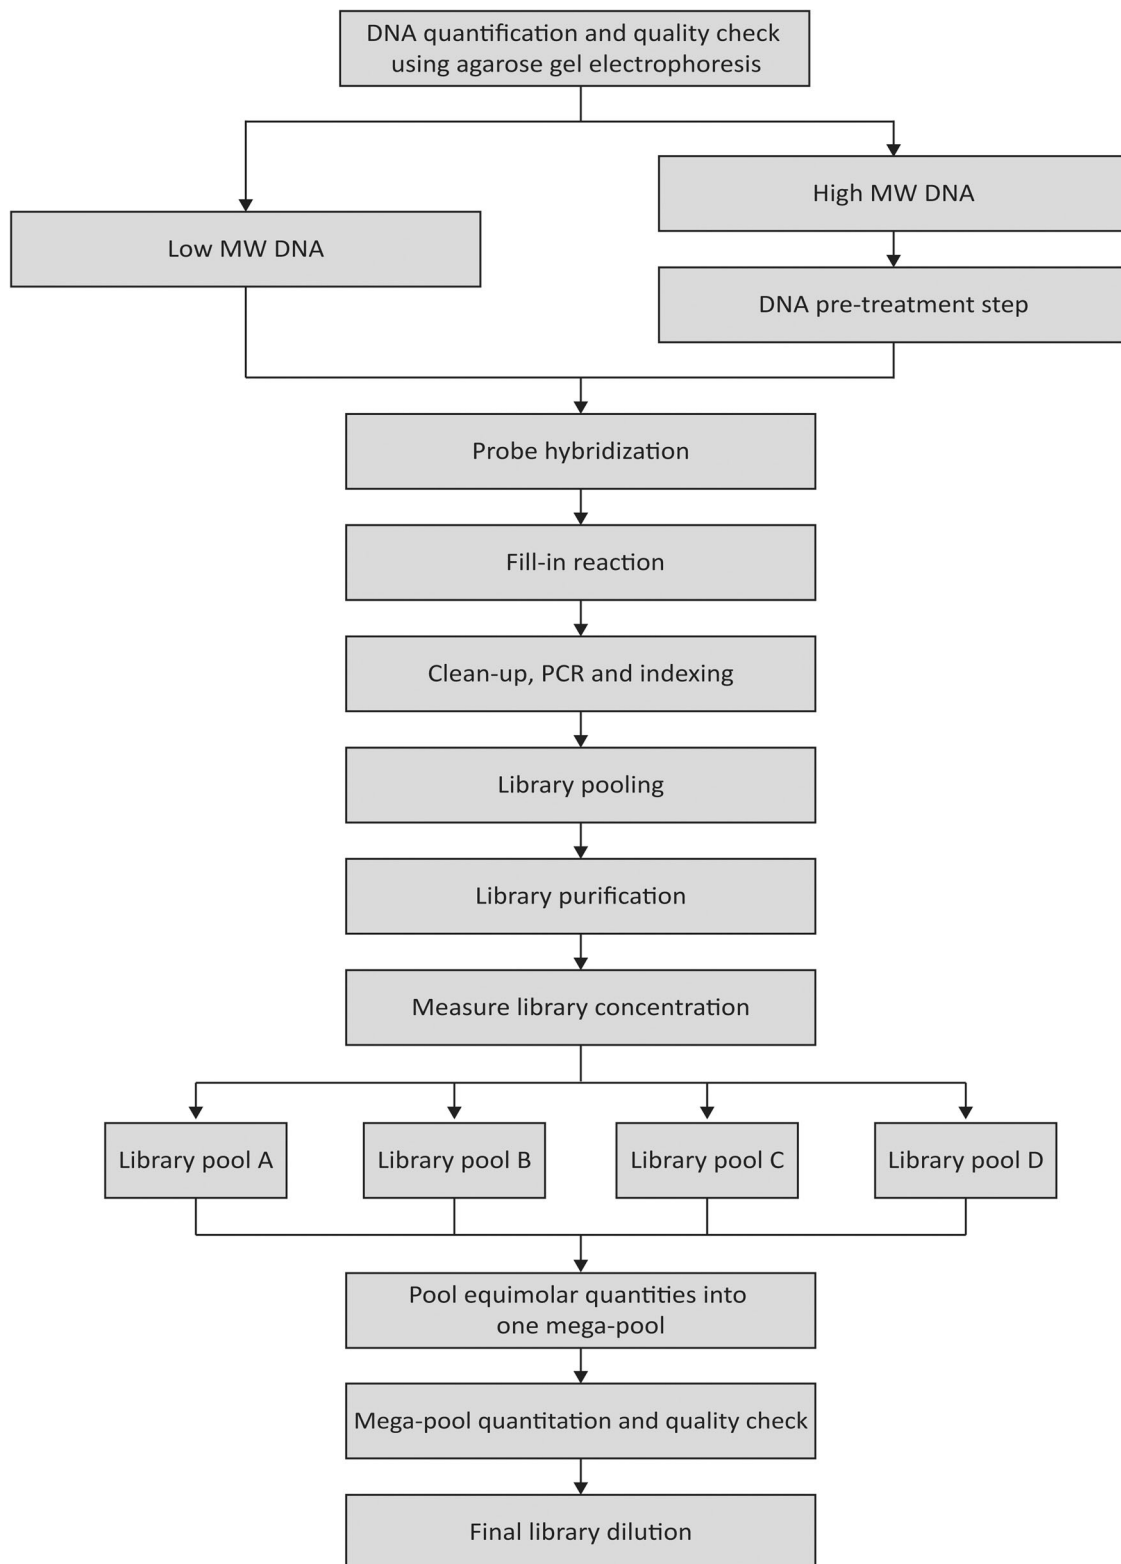 DNA quantification and quality check
using agarose gel electrophoresis
High MW DNA
Low MW DNA
DNA pre-treatment step
Probe hybridization
Fill-in reaction
Clean-up, PCR and indexing
Library pooling
Library purification
Measure library concentration
Library pool A
Library pool B
Library pool C
Library pool D
Pool equimolar quantities into
one mega-pool
Mega-pool quantitation and quality check
Final library dilution